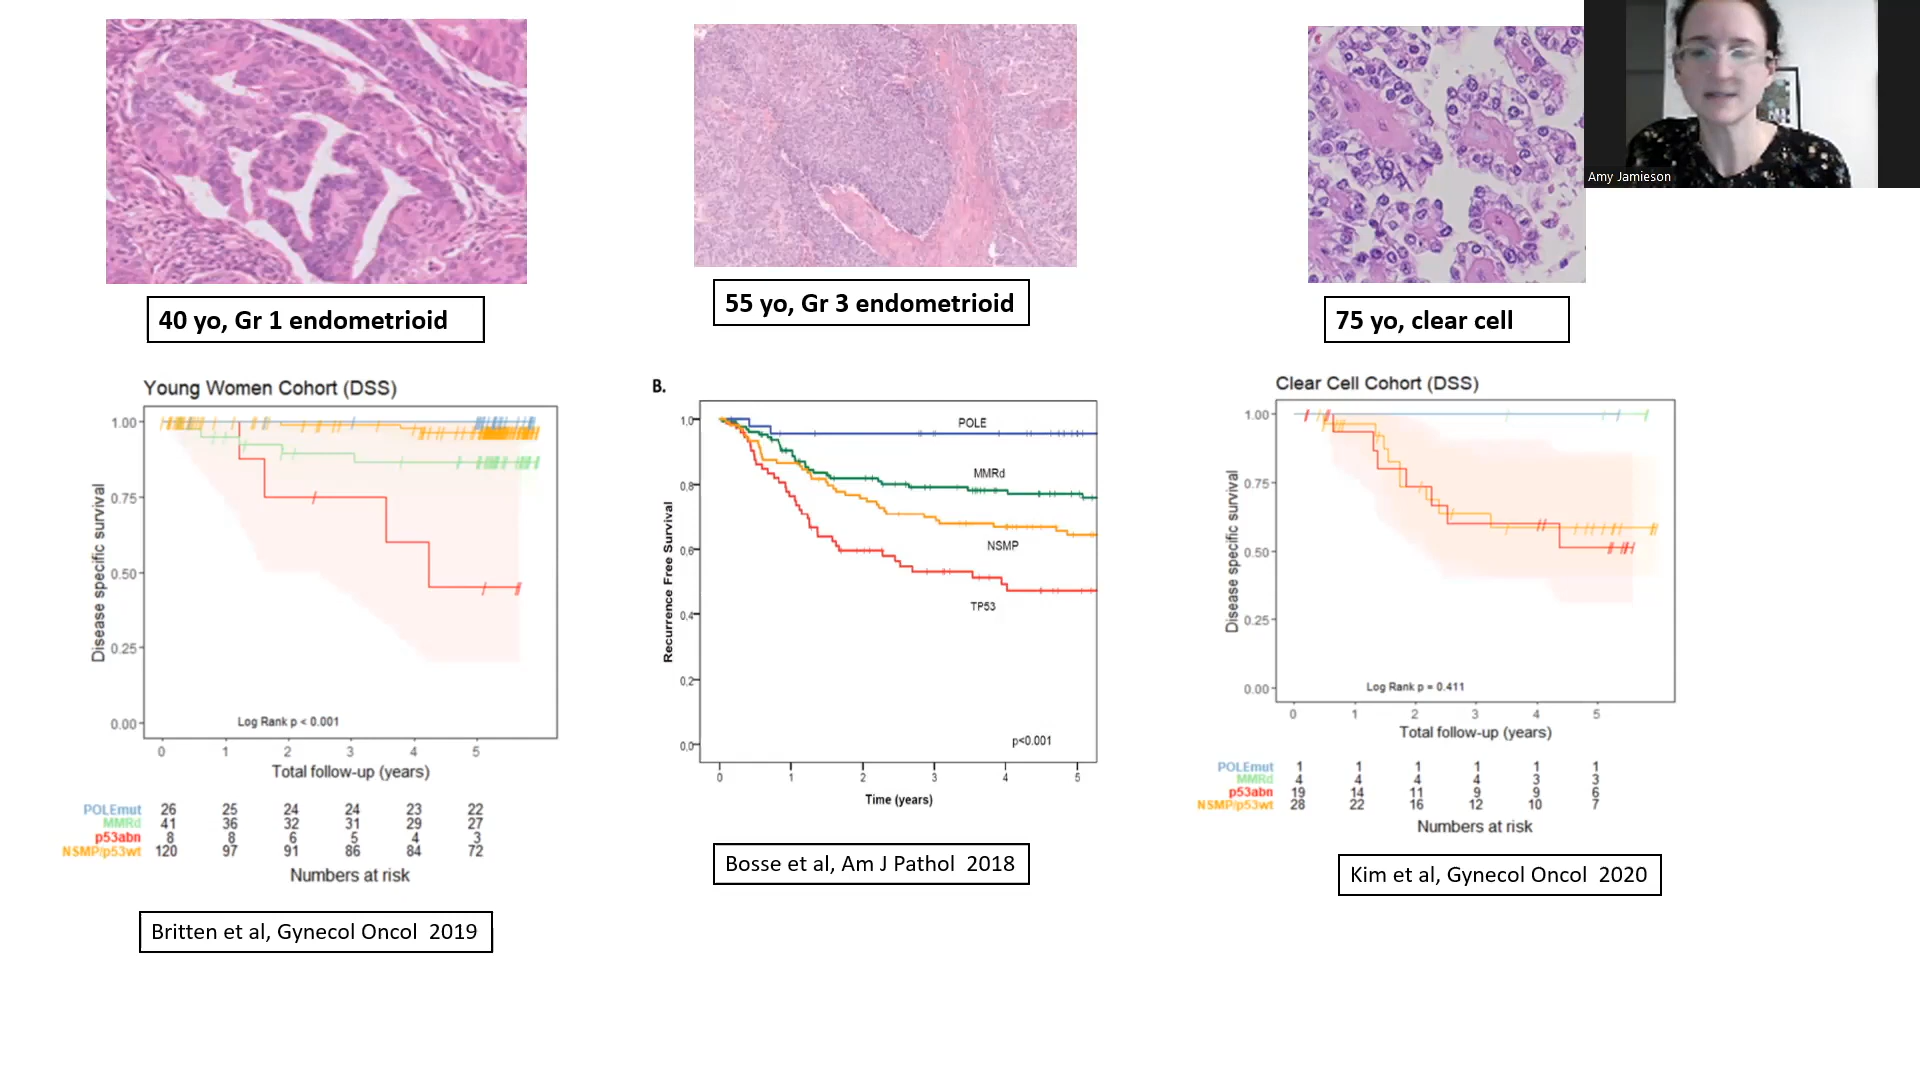 Amy Jamieson
40 yo, Gr 1 endometrioid
Young Women Cohort (DSS)
Disease specific survival
1.00
0.75
0.50
0.25
0.00
Log Rank p < 0.001
0 1 2 3 4 5
Total follow-up (years)
POLEmut 26 25 24 24 23 22
MMRd 41 36 32 31 29 27
p53abn 8 8 6 5 4 3
NSMP/p53wt 120 97 91 86 84 72
Numbers at risk
Britten et al, Gynecol Oncol 2019
55 yo, Gr 3 endometrioid
B.
Recurrence Free Survival
1,0
0,8
0,6
0,4
0,2
0,0
POLE
MMRd
NSMP
TP53
p<0.001
0 1 2 3 4 5
Time (years)
Bosse et al, Am J Pathol 2018
75 yo, clear cell
Clear Cell Cohort (DSS)
Disease specific survival
1.00
0.75
0.50
0.25
0.00
Log Rank p = 0.411
0 1 2 3 4 5
Total follow-up (years)
POLEmut 1 1 1 1 1 1
MMRd 4 4 4 4 3 3
p53abn 19 14 11 9 9 6
NSMP/p53wt 28 22 16 12 10 7
Numbers at risk
Kim et al, Gynecol Oncol 2020